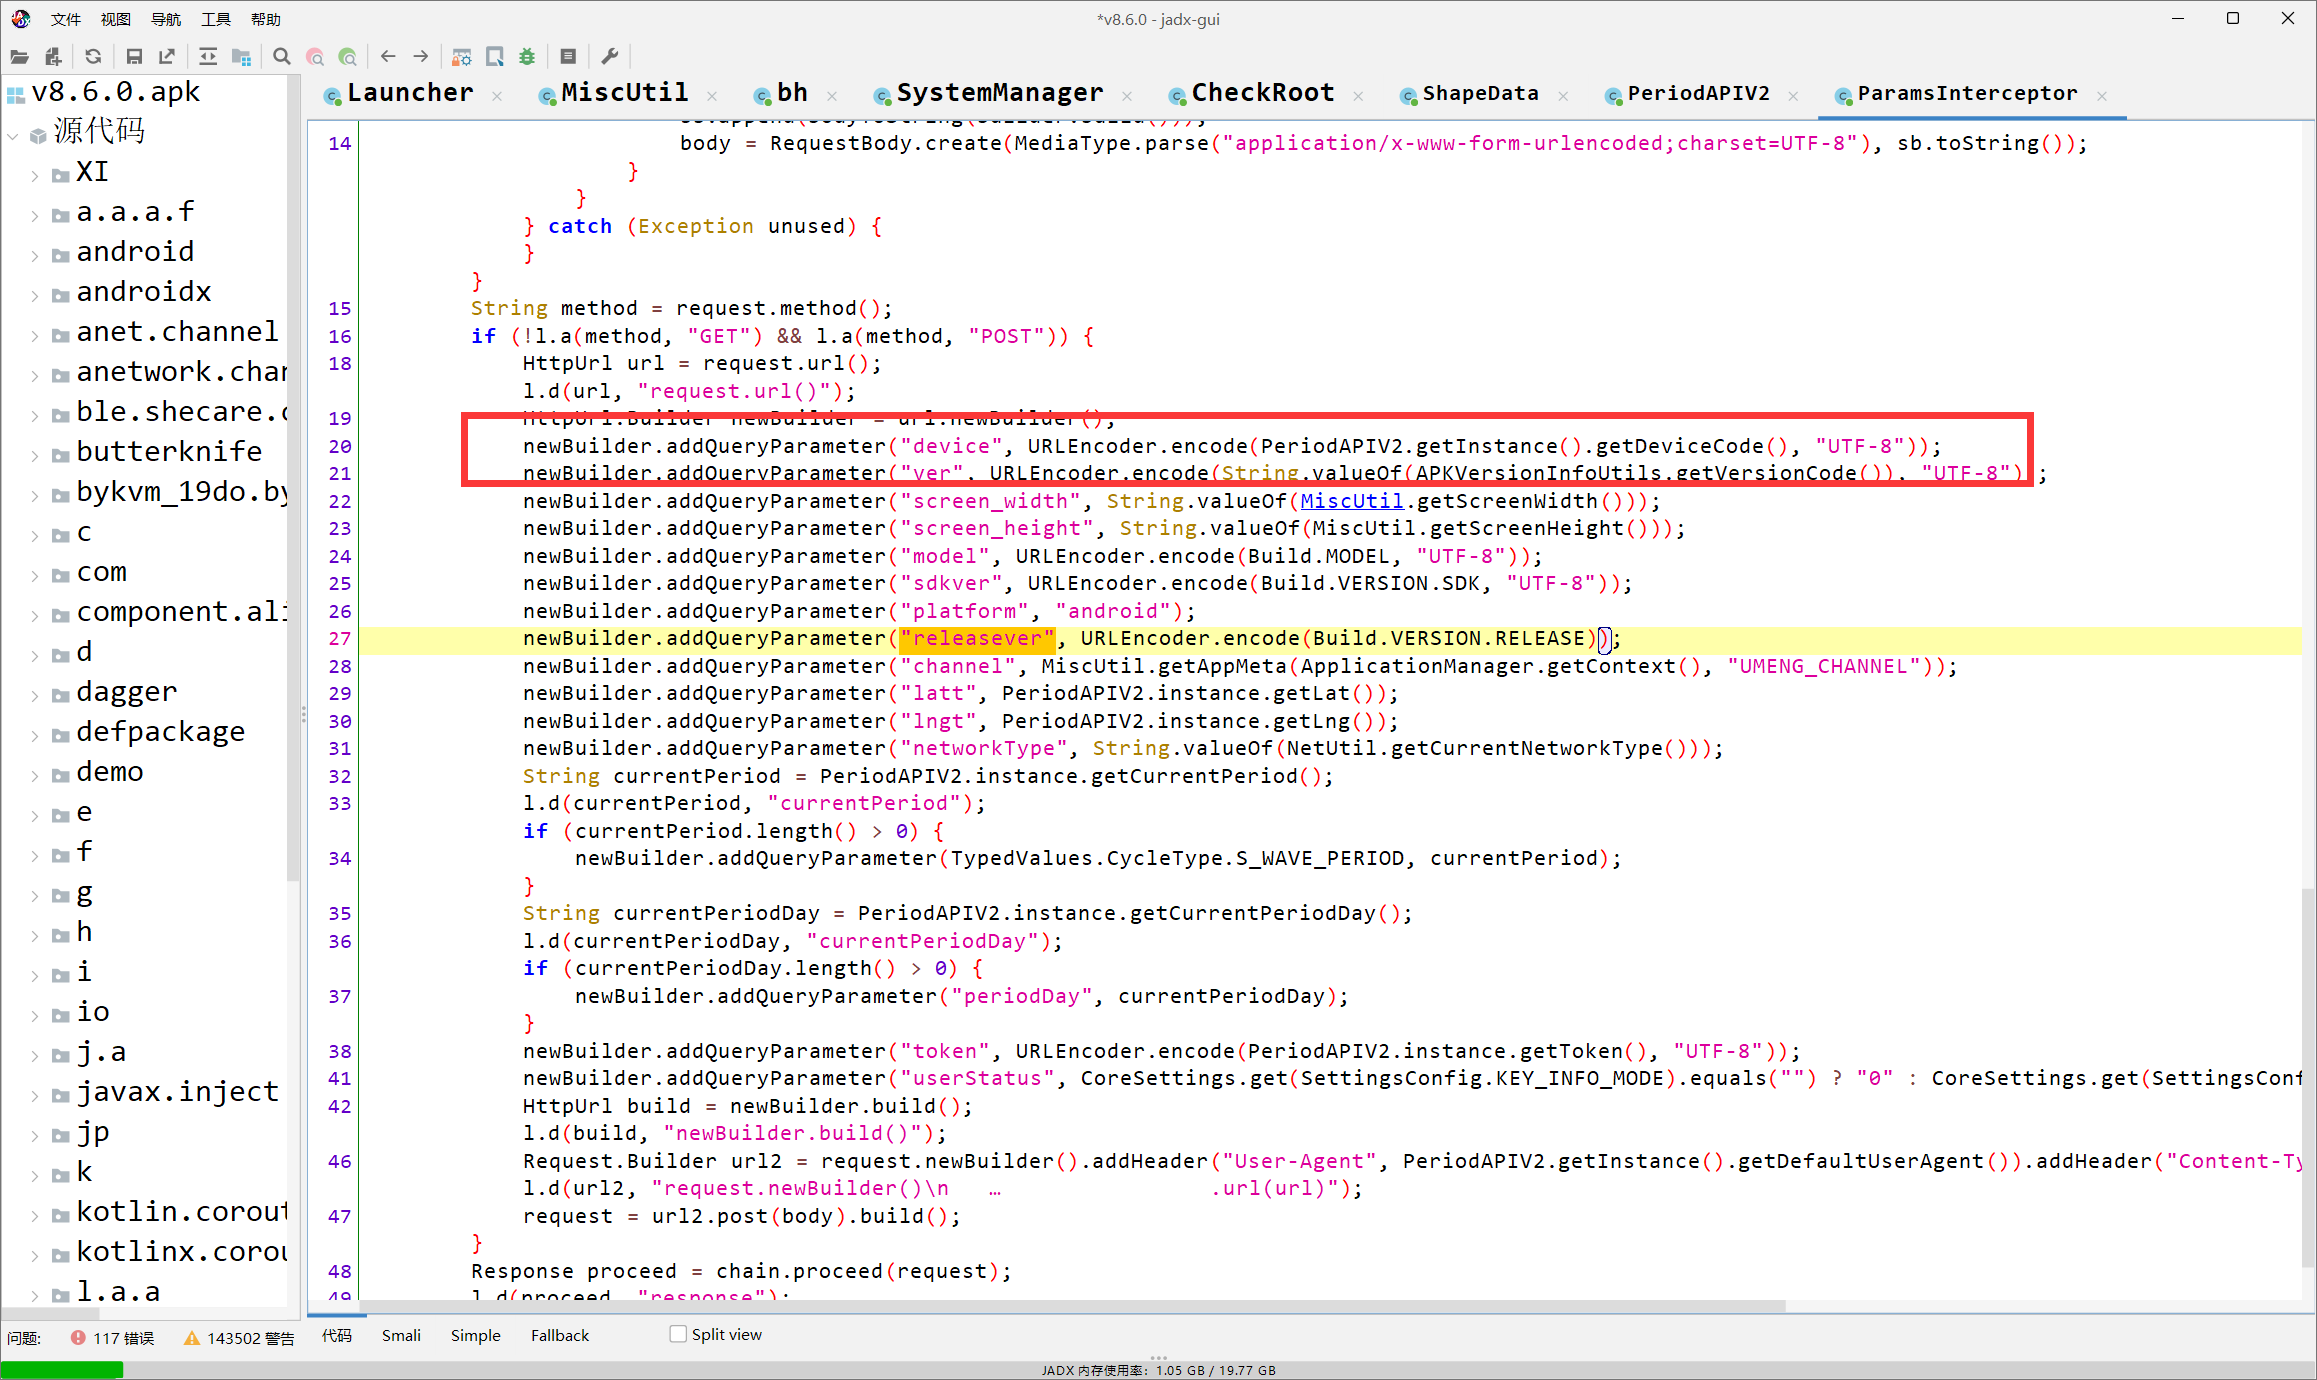 文件 视图 导航 工具 帮助
*v8.6.0 - jadx-gui
v8.6.0.apk
源代码
XI
a.a.a.f
android
androidx
anet.channel
anetwork.char
ble.shecare.c
butterknife
bykvm_19do.by
c
com
component.ali
d
dagger
defpackage
demo
e
f
g
h
i
io
j.a
javax.inject
jp
k
kotlin.corout
kotlinx.corou
l.a.a
Launcher MiscUtil bh SystemManager CheckRoot ShapeData PeriodAPIV2 ParamsInterceptor
14 body = RequestBody.create(MediaType.parse("application/x-www-form-urlencoded;charset=UTF-8"), sb.toString());
}
}
} catch (Exception unused) {
}
}
15 String method = request.method();
16 if (!l.a(method, "GET") && l.a(method, "POST")) {
18 HttpUrl url = request.url();
l.d(url, "request.url()");
19 HttpUrl.Builder newBuilder = url.newBuilder();
20 newBuilder.addQueryParameter("device", URLEncoder.encode(PeriodAPIV2.getInstance().getDeviceCode(), "UTF-8"));
21 newBuilder.addQueryParameter("ver", URLEncoder.encode(String.valueOf(APKVersionInfoUtils.getVersionCode()), "UTF-8"));
22 newBuilder.addQueryParameter("screen_width", String.valueOf(MiscUtil.getScreenWidth()));
23 newBuilder.addQueryParameter("screen_height", String.valueOf(MiscUtil.getScreenHeight()));
24 newBuilder.addQueryParameter("model", URLEncoder.encode(Build.MODEL, "UTF-8"));
25 newBuilder.addQueryParameter("sdkver", URLEncoder.encode(Build.VERSION.SDK, "UTF-8"));
26 newBuilder.addQueryParameter("platform", "android");
27 newBuilder.addQueryParameter("releasever", URLEncoder.encode(Build.VERSION.RELEASE));
28 newBuilder.addQueryParameter("channel", MiscUtil.getAppMeta(ApplicationManager.getContext(), "UMENG_CHANNEL"));
29 newBuilder.addQueryParameter("latt", PeriodAPIV2.instance.getLat());
30 newBuilder.addQueryParameter("lngt", PeriodAPIV2.instance.getLng());
31 newBuilder.addQueryParameter("networkType", String.valueOf(NetUtil.getCurrentNetworkType()));
32 String currentPeriod = PeriodAPIV2.instance.getCurrentPeriod();
33 l.d(currentPeriod, "currentPeriod");
if (currentPeriod.length() > 0) {
34 newBuilder.addQueryParameter(TypedValues.CycleType.S_WAVE_PERIOD, currentPeriod);
}
35 String currentPeriodDay = PeriodAPIV2.instance.getCurrentPeriodDay();
36 l.d(currentPeriodDay, "currentPeriodDay");
if (currentPeriodDay.length() > 0) {
37 newBuilder.addQueryParameter("periodDay", currentPeriodDay);
}
38 newBuilder.addQueryParameter("token", URLEncoder.encode(PeriodAPIV2.instance.getToken(), "UTF-8"));
41 newBuilder.addQueryParameter("userStatus", CoreSettings.get(SettingsConfig.KEY_INFO_MODE).equals("") ? "0" : CoreSettings.get(SettingsConf
42 HttpUrl build = newBuilder.build();
l.d(build, "newBuilder.build()");
46 Request.Builder url2 = request.newBuilder().addHeader("User-Agent", PeriodAPIV2.getInstance().getDefaultUserAgent()).addHeader("Content-Ty
l.d(url2, "request.newBuilder()\n … .url(url)");
47 request = url2.post(body).build();
}
48 Response proceed = chain.proceed(request);
49 l.d(proceed, "response");
问题: 117 错误 143502 警告
代码 Smali Simple Fallback Split view
JADX 内存使用率: 1.05 GB / 19.77 GB